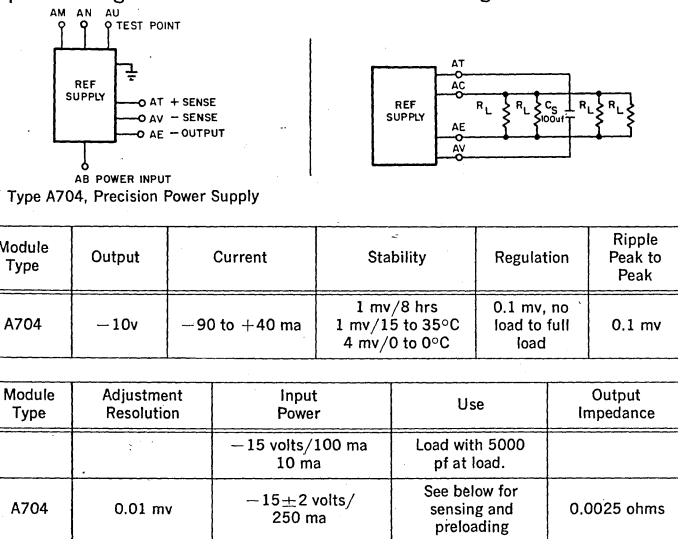 AM AN AU
TEST POINT
REF
SUPPLY
AT + SENSE
AV - SENSE
AE - OUTPUT
AB POWER INPUT
AT
AC
REF
SUPPLY
RL RL CS RL RL
100uf
AE
AV
Type A704, Precision Power Supply
Module Type Output Current Stability Regulation Ripple Peak to Peak
A704 −10v −90 to +40 ma 1 mv/8 hrs 0.1 mv, no 0.1 mv
1 mv/15 to 35°C load to full
4 mv/0 to 0°C load
Module Type Adjustment Resolution Input Power Use Output Impedance
−15 volts/100 ma Load with 5000
10 ma pf at load.
A704 0.01 mv −15±2 volts/ See below for 0.0025 ohms
250 ma sensing and
preloading